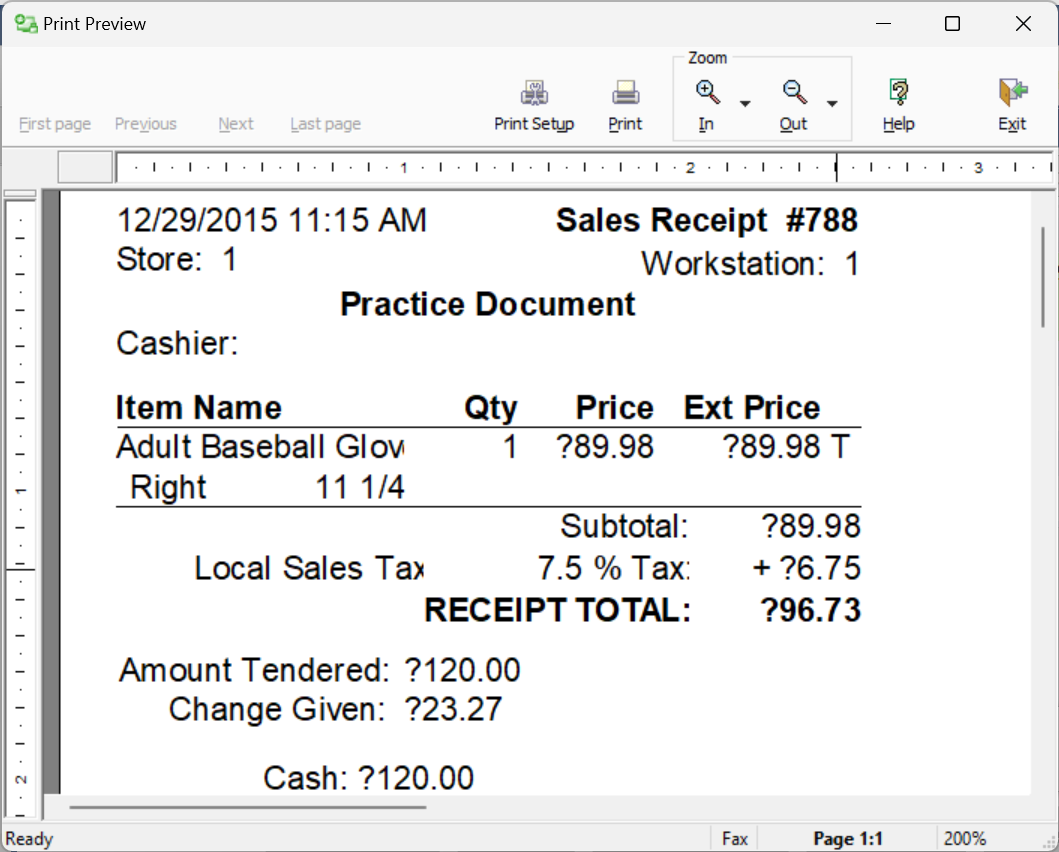 Print Preview
Zoom
First page Previous Next Last page Print Setup Print In Out Help Exit
1 2 3
12/29/2015 11:15 AM Sales Receipt #788
Store: 1 Workstation: 1
Practice Document
Cashier:
Item Name Qty Price Ext Price
Adult Baseball Glov 1 ?89.98 ?89.98 T
Right 11 1/4
1
Subtotal: ?89.98
Local Sales Tax 7.5 % Tax: + ?6.75
RECEIPT TOTAL: ?96.73
Amount Tendered: ?120.00
Change Given: ?23.27
Cash: ?120.00
2
Ready Fax Page 1:1 200%